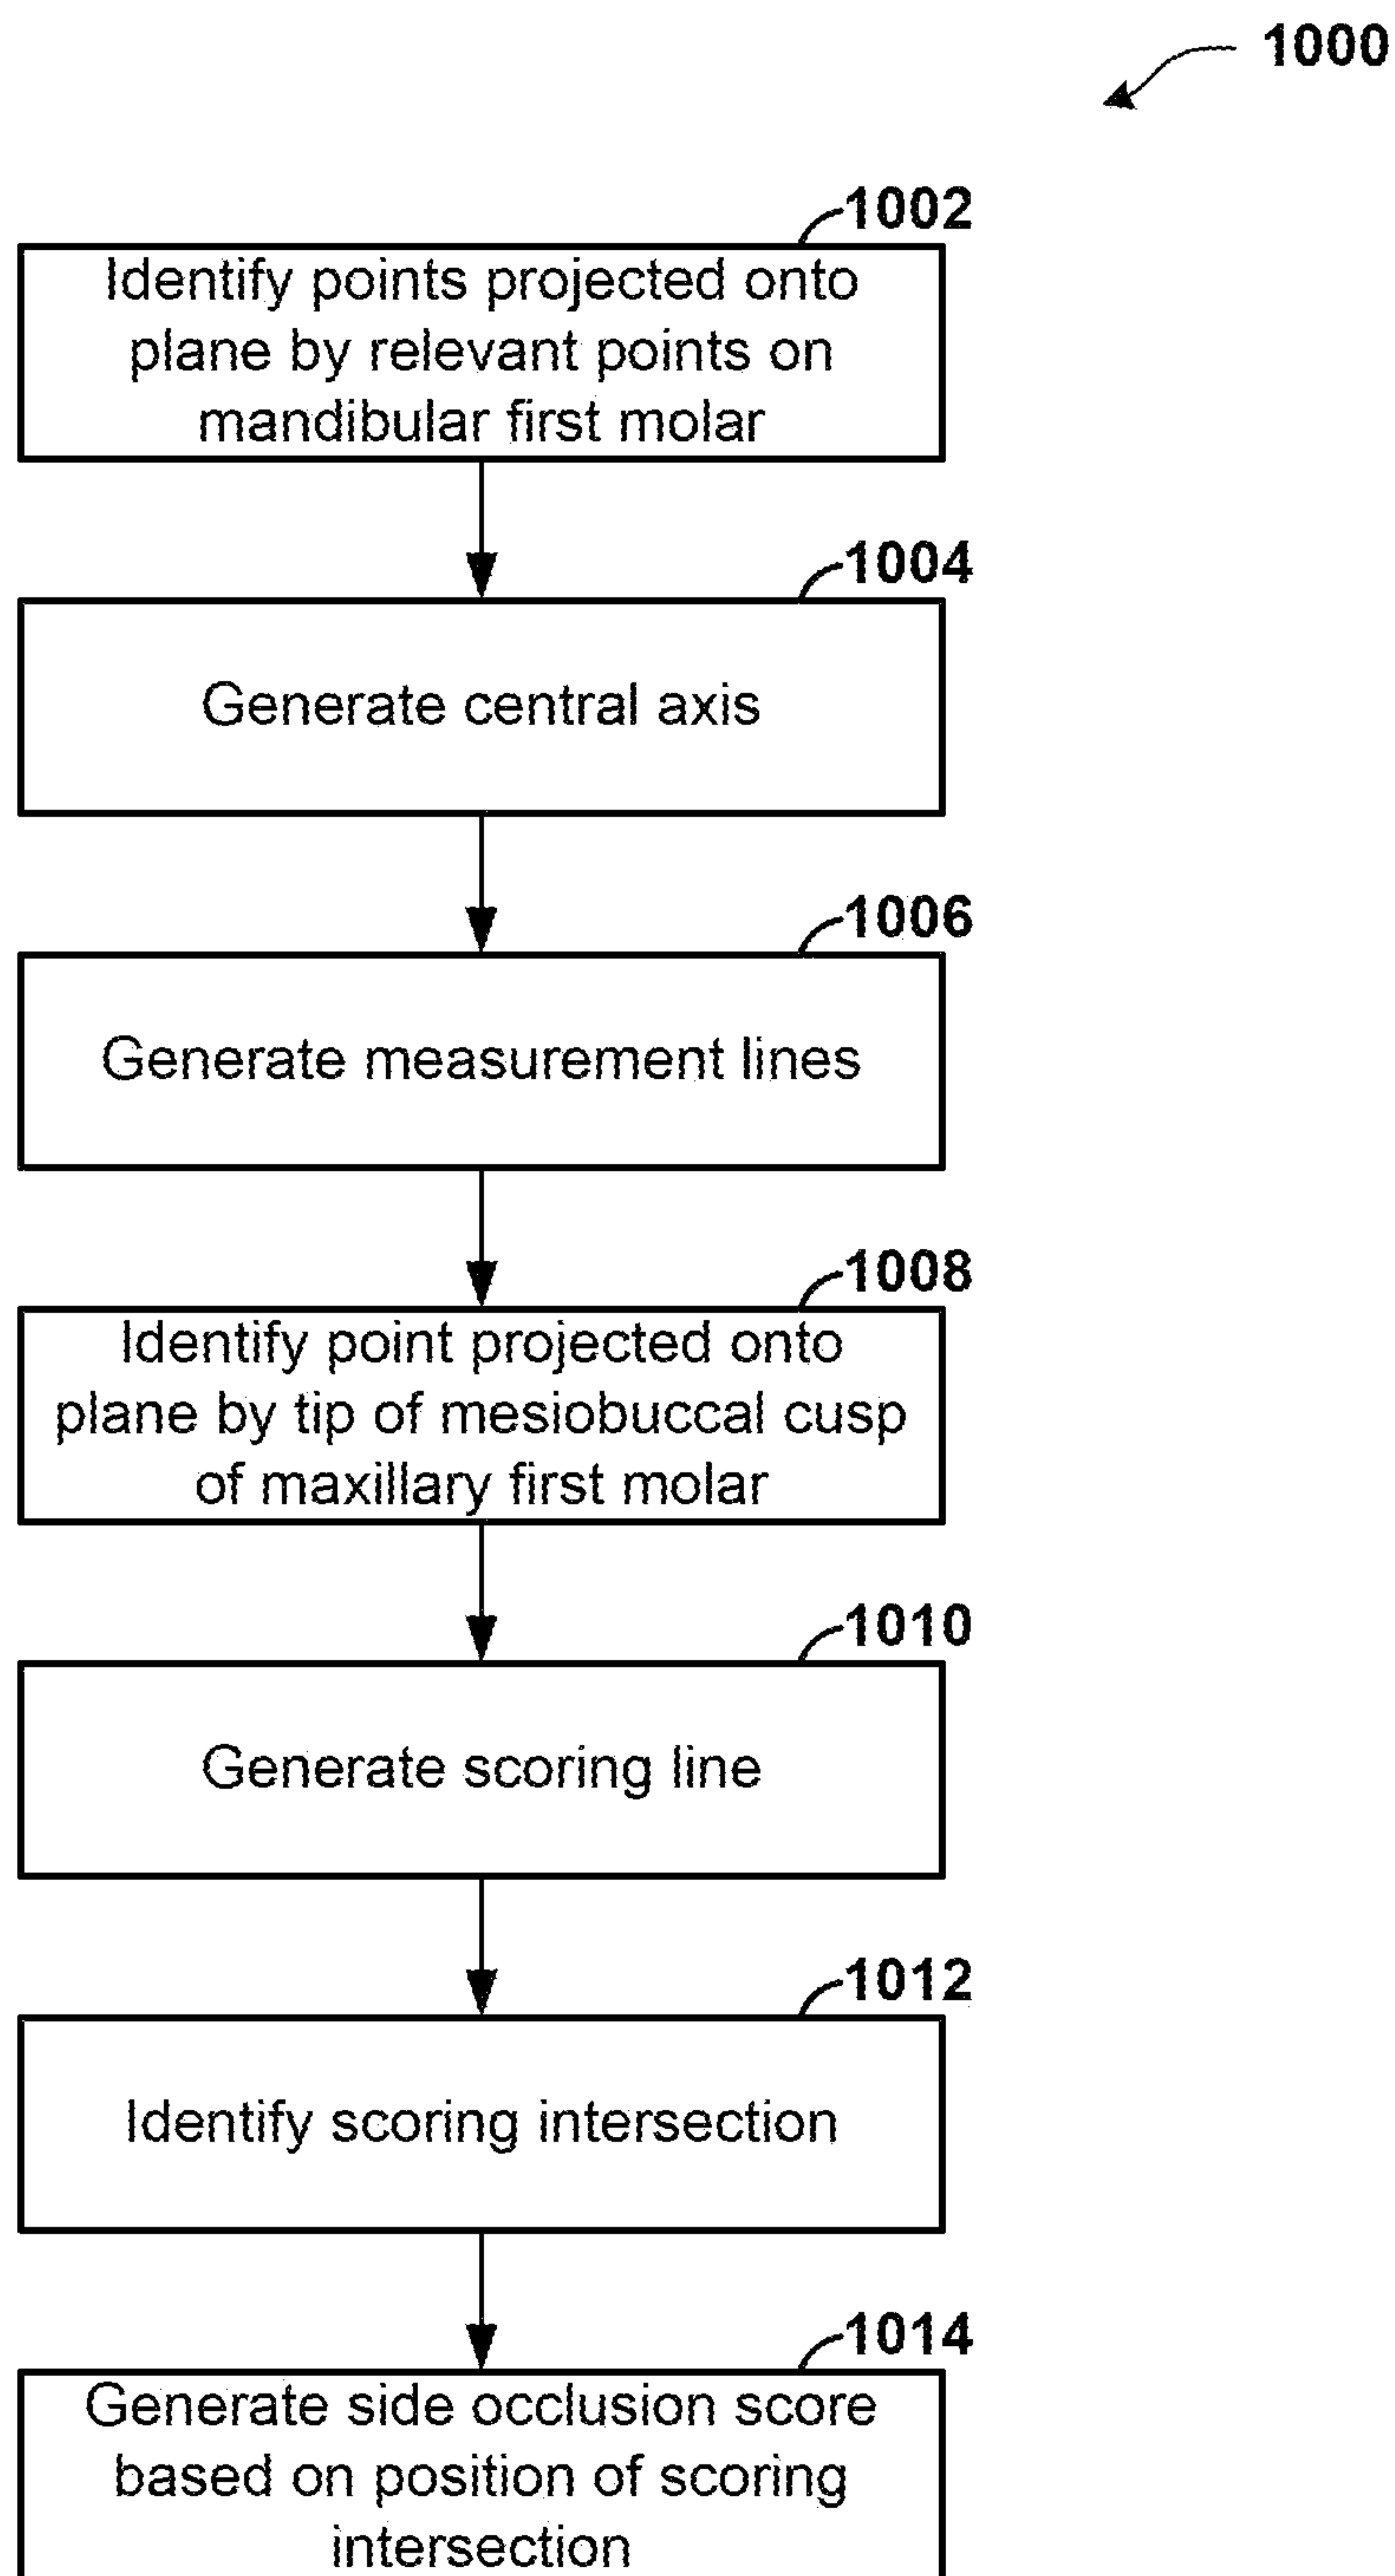 1000
1002
Identify points projected onto
plane by relevant points on
mandibular first molar
1004
Generate central axis
1006
Generate measurement lines
1008
Identify point projected onto
plane by tip of mesiobuccal cusp
of maxillary first molar
1010
Generate scoring line
1012
Identify scoring intersection
1014
Generate side occlusion score
based on position of scoring
intersection